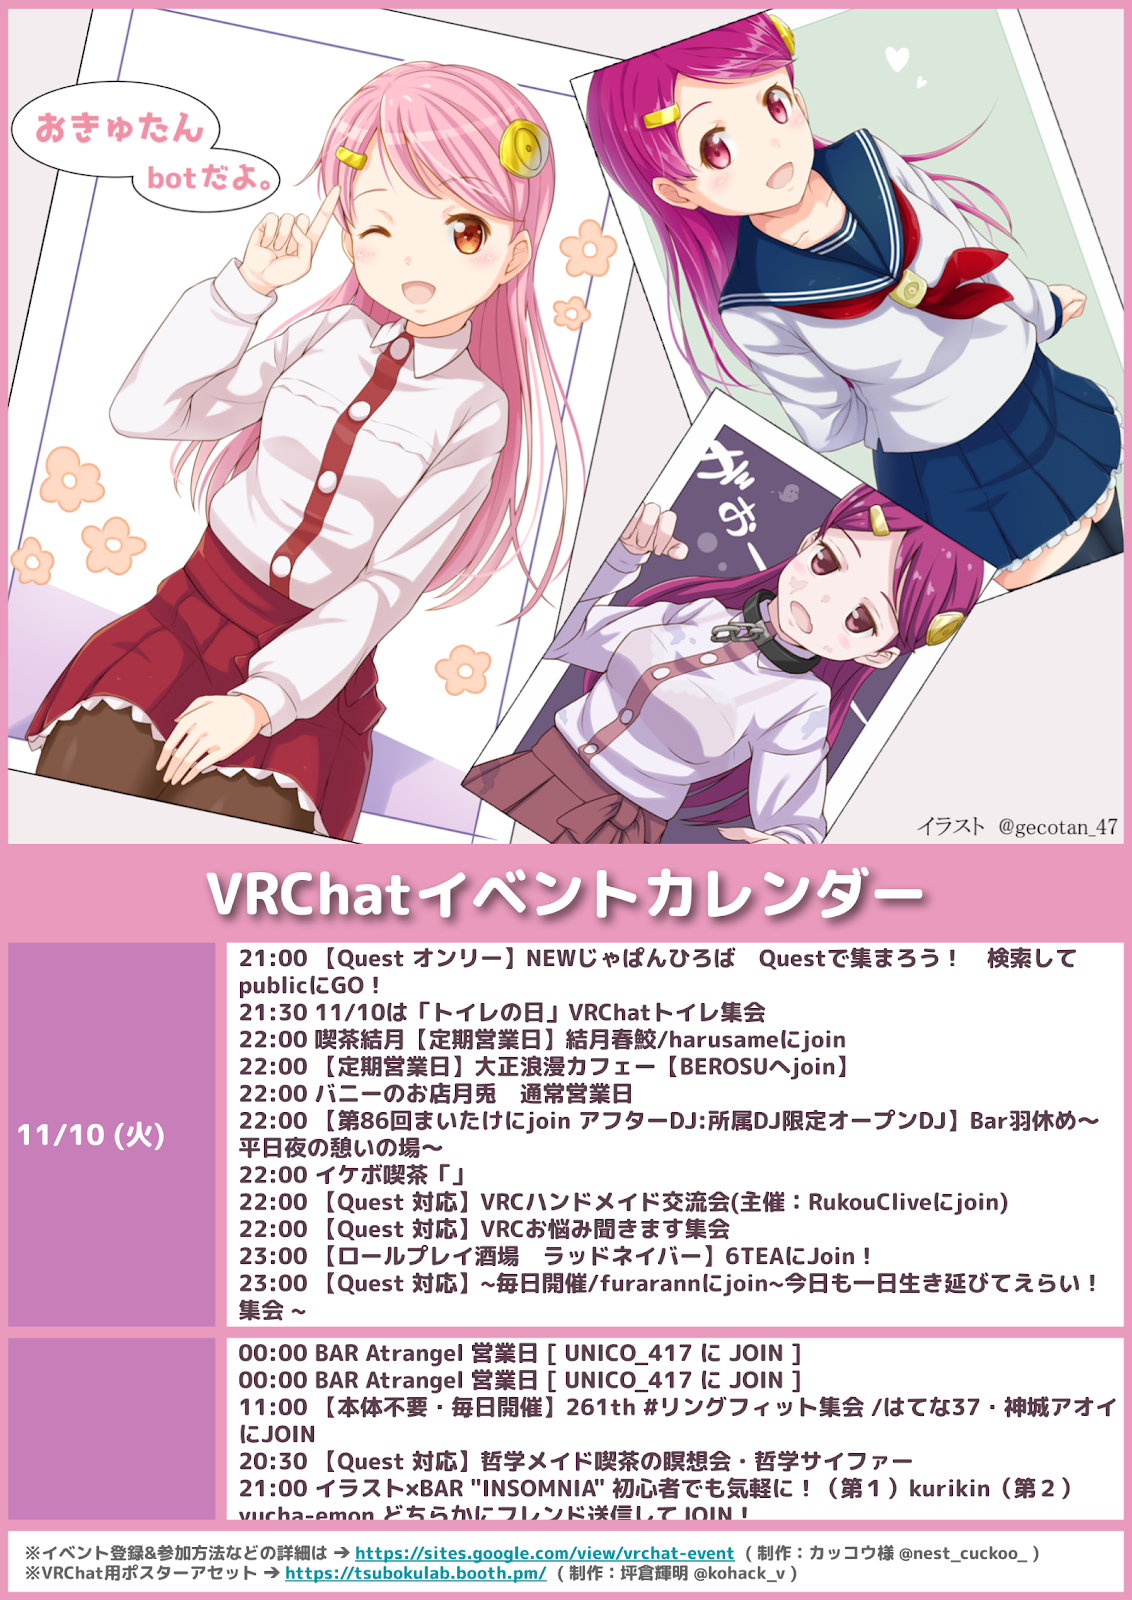 おきゅたん
botだよ。
がおー
イラスト @gecotan_47
VRChatイベントカレンダー
11/10 (火)
21:00 【Quest オンリー】NEWじゃぱんひろば　Questで集まろう！　検索して
publicにGO！
21:30 11/10は「トイレの日」VRChatトイレ集会
22:00 喫茶結月【定期営業日】結月春鮫/harusameにjoin
22:00 【定期営業日】大正浪漫カフェー【BEROSUへjoin】
22:00 バニーのお店月兎　通常営業日
22:00 【第86回まいたけにjoin アフターDJ:所属DJ限定オープンDJ】Bar羽休め～
平日夜の憩いの場～
22:00 イケボ喫茶「」
22:00 【Quest 対応】VRCハンドメイド交流会(主催：RukouCliveにjoin)
22:00 【Quest 対応】VRCお悩み聞きます集会
23:00 【ロールプレイ酒場　ラッドネイバー】6TEAにJoin！
23:00 【Quest 対応】~毎日開催/furarannにjoin~今日も一日生き延びてえらい！
集会 ~
00:00 BAR Atrangel 営業日 [ UNICO_417 に JOIN ]
00:00 BAR Atrangel 営業日 [ UNICO_417 に JOIN ]
11:00 【本体不要・毎日開催】261th #リングフィット集会 /はてな37・神城アオイ
にJOIN
20:30 【Quest 対応】哲学メイド喫茶の瞑想会・哲学サイファー
21:00 イラスト×BAR "INSOMNIA" 初心者でも気軽に！（第１）kurikin（第２）
yucha-emon どちらかにフレンド送信して JOIN！
※イベント登録&参加方法などの詳細は ➔ https://sites.google.com/view/vrchat-event ( 制作：カッコウ様 @nest_cuckoo_ )
※VRChat用ポスターアセット ➔ https://tsubokulab.booth.pm/ ( 制作：坪倉輝明 @kohack_v )